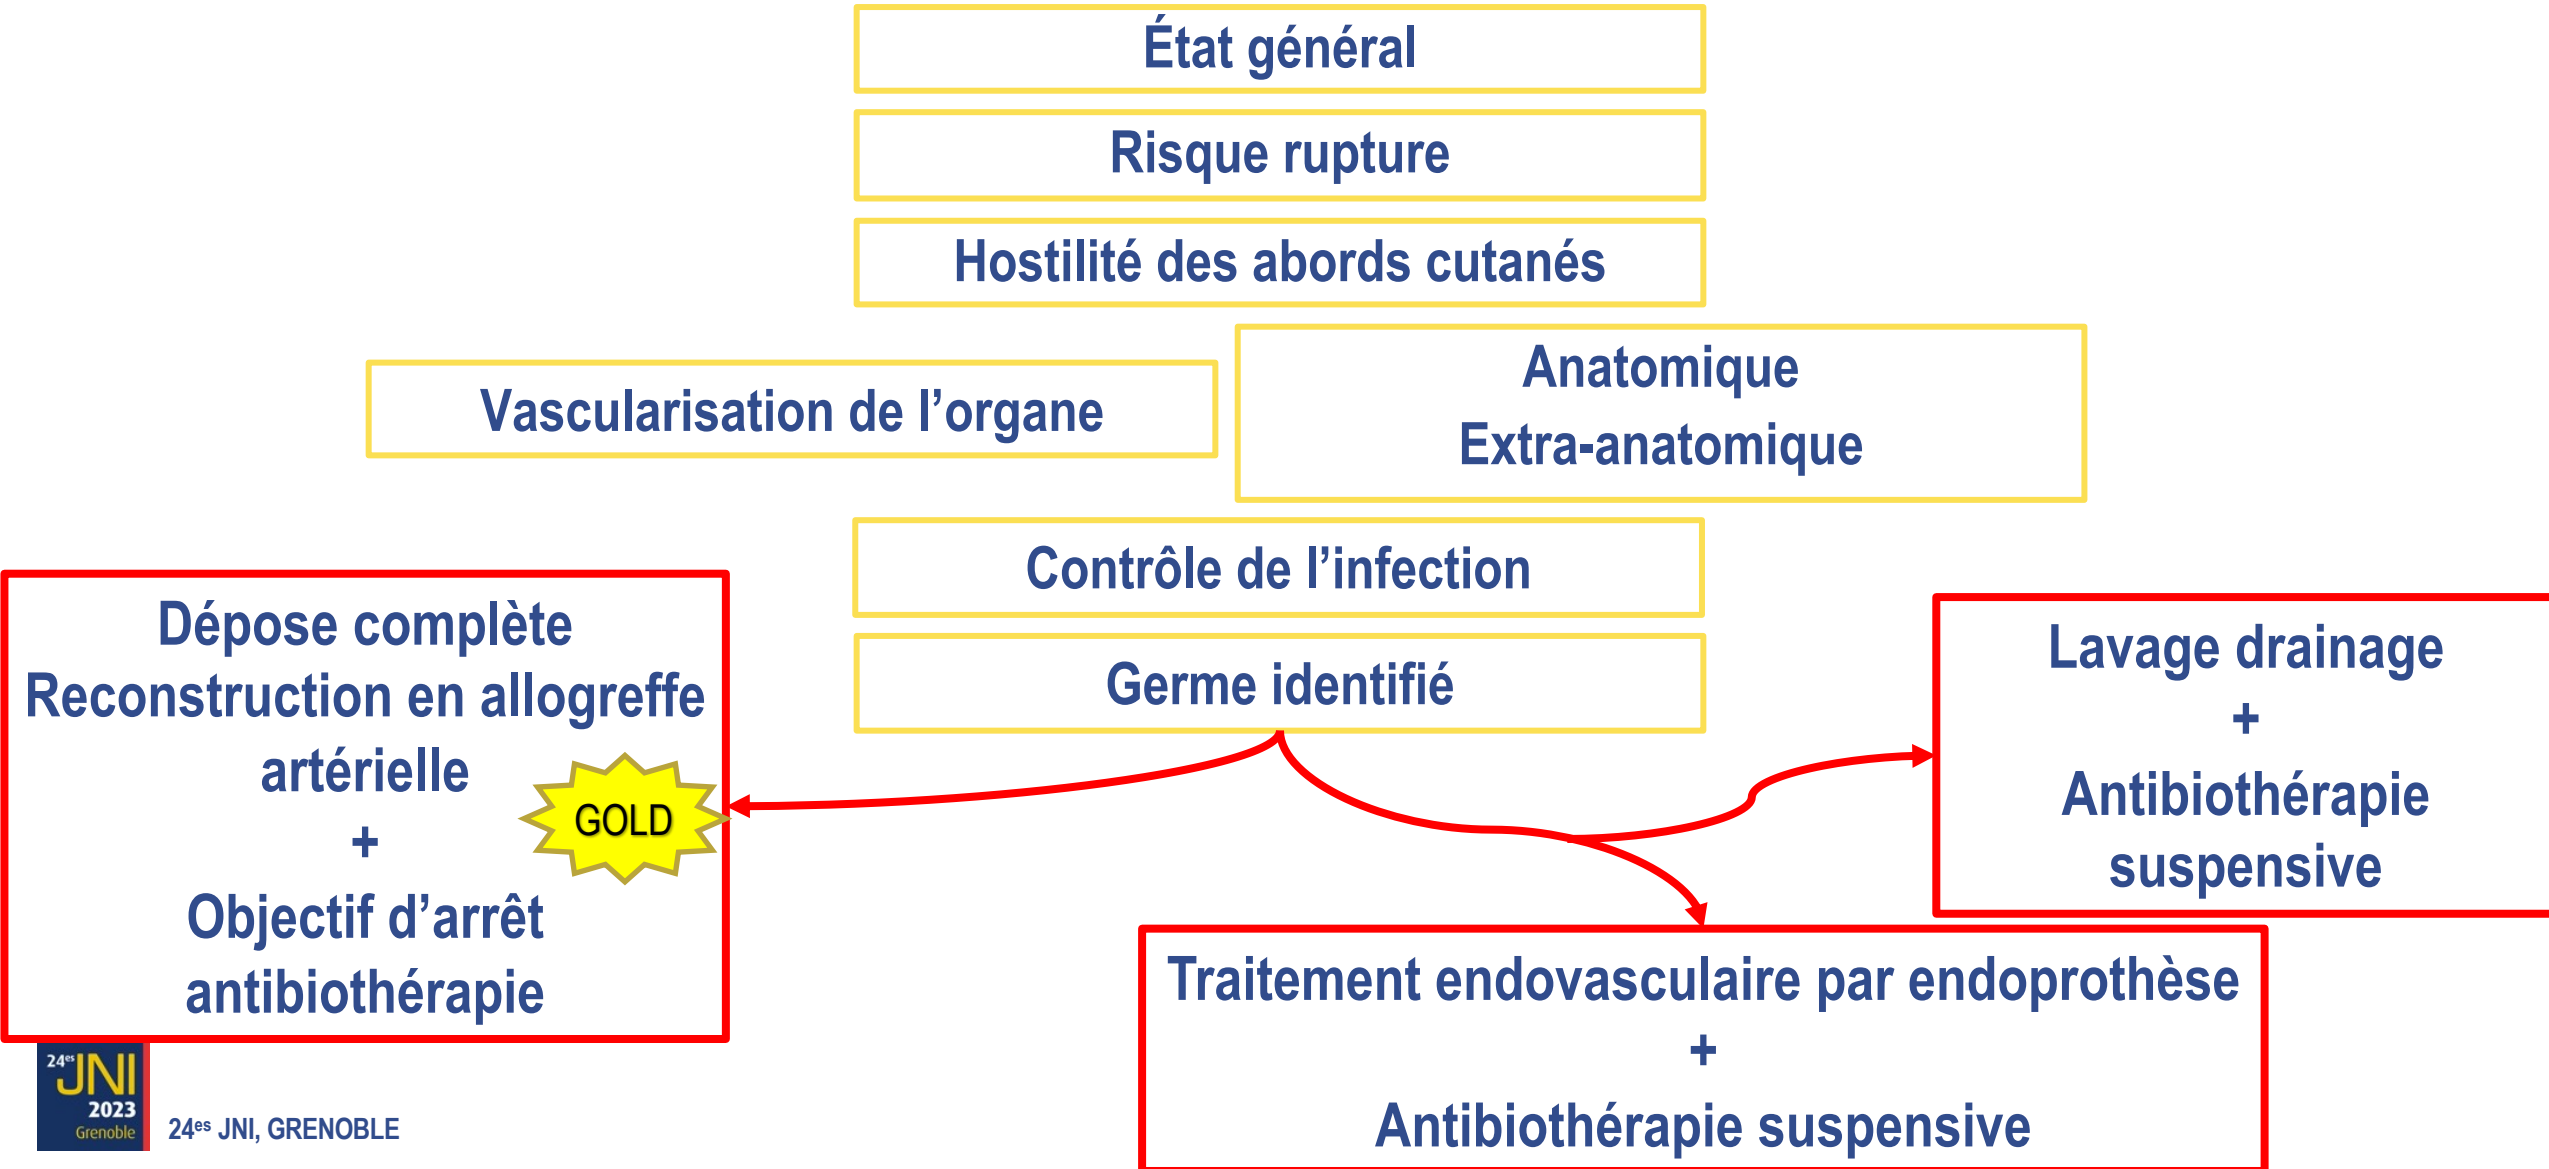 État général
Risque rupture
Hostilité des abords cutanés
Vascularisation de l’organe
Anatomique
Extra-anatomique
Contrôle de l’infection
Germe identifié
Dépose complète
Reconstruction en allogreffe
artérielle
+
Objectif d’arrêt
antibiothérapie
GOLD
Lavage drainage
+
Antibiothérapie
suspensive
Traitement endovasculaire par endoprothèse
+
Antibiothérapie suspensive
24es
JNI
2023
Grenoble
24es JNI, GRENOBLE